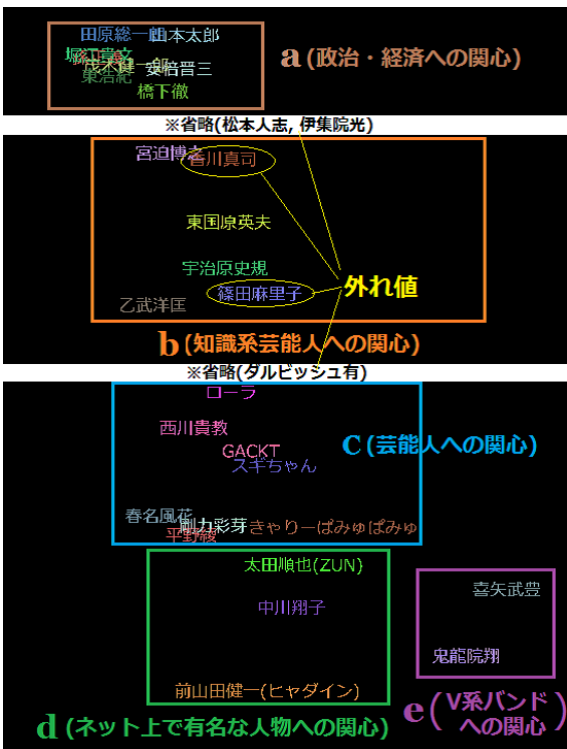 田原総一朗
山本太郎
堀江貴文
茂木健一郎
安倍晋三
東浩紀
橋下徹
a(政治・経済への関心)
※省略(松本人志, 伊集院光)
宮迫博之
香川真司
東国原英夫
宇治原史規
篠田麻里子
乙武洋匡
外れ値
b(知識系芸能人への関心)
※省略(ダルビッシュ有)
ローラ
西川貴教
GACKT
スギちゃん
C(芸能人への関心)
春名風花
剛力彩芽
きゃりーぱみゅぱみゅ
平野綾
太田順也(ZUN)
中川翔子
前山田健一(ヒャダイン)
d(ネット上で有名な人物への関心)
喜矢武豊
鬼龍院翔
e(V系バンド
への関心)